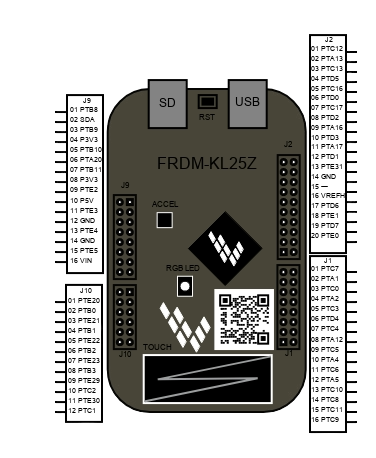 J2
01 PTC12
02 PTA13
03 PTC13
04 PTD5
05 PTC16
06 PTD0
07 PTC17
08 PTD2
09 PTA16
10 PTD3
11 PTA17
12 PTD1
13 PTE31
14 GND
15 —
16 VREFH
17 PTD6
18 PTE1
19 PTD7
20 PTE0
J9
01 PTB8
02 SDA
03 PTB9
04 P3V3
05 PTB10
06 PTA20
07 PTB11
08 P3V3
09 PTE2
10 P5V
11 PTE3
12 GND
13 PTE4
14 GND
15 PTE5
16 VIN
SD
USB
RST
FRDM-KL25Z
J2
J9
ACCEL
RGB LED
J10
TOUCH
J1
J10
01 PTE20
02 PTB0
03 PTE21
04 PTB1
05 PTE22
06 PTB2
07 PTE23
08 PTB3
09 PTE29
10 PTC2
11 PTE30
12 PTC1
J1
01 PTC7
02 PTA1
03 PTC0
04 PTA2
05 PTC3
06 PTD4
07 PTC4
08 PTA12
09 PTC5
10 PTA4
11 PTC6
12 PTA5
13 PTC10
14 PTC8
15 PTC11
16 PTC9